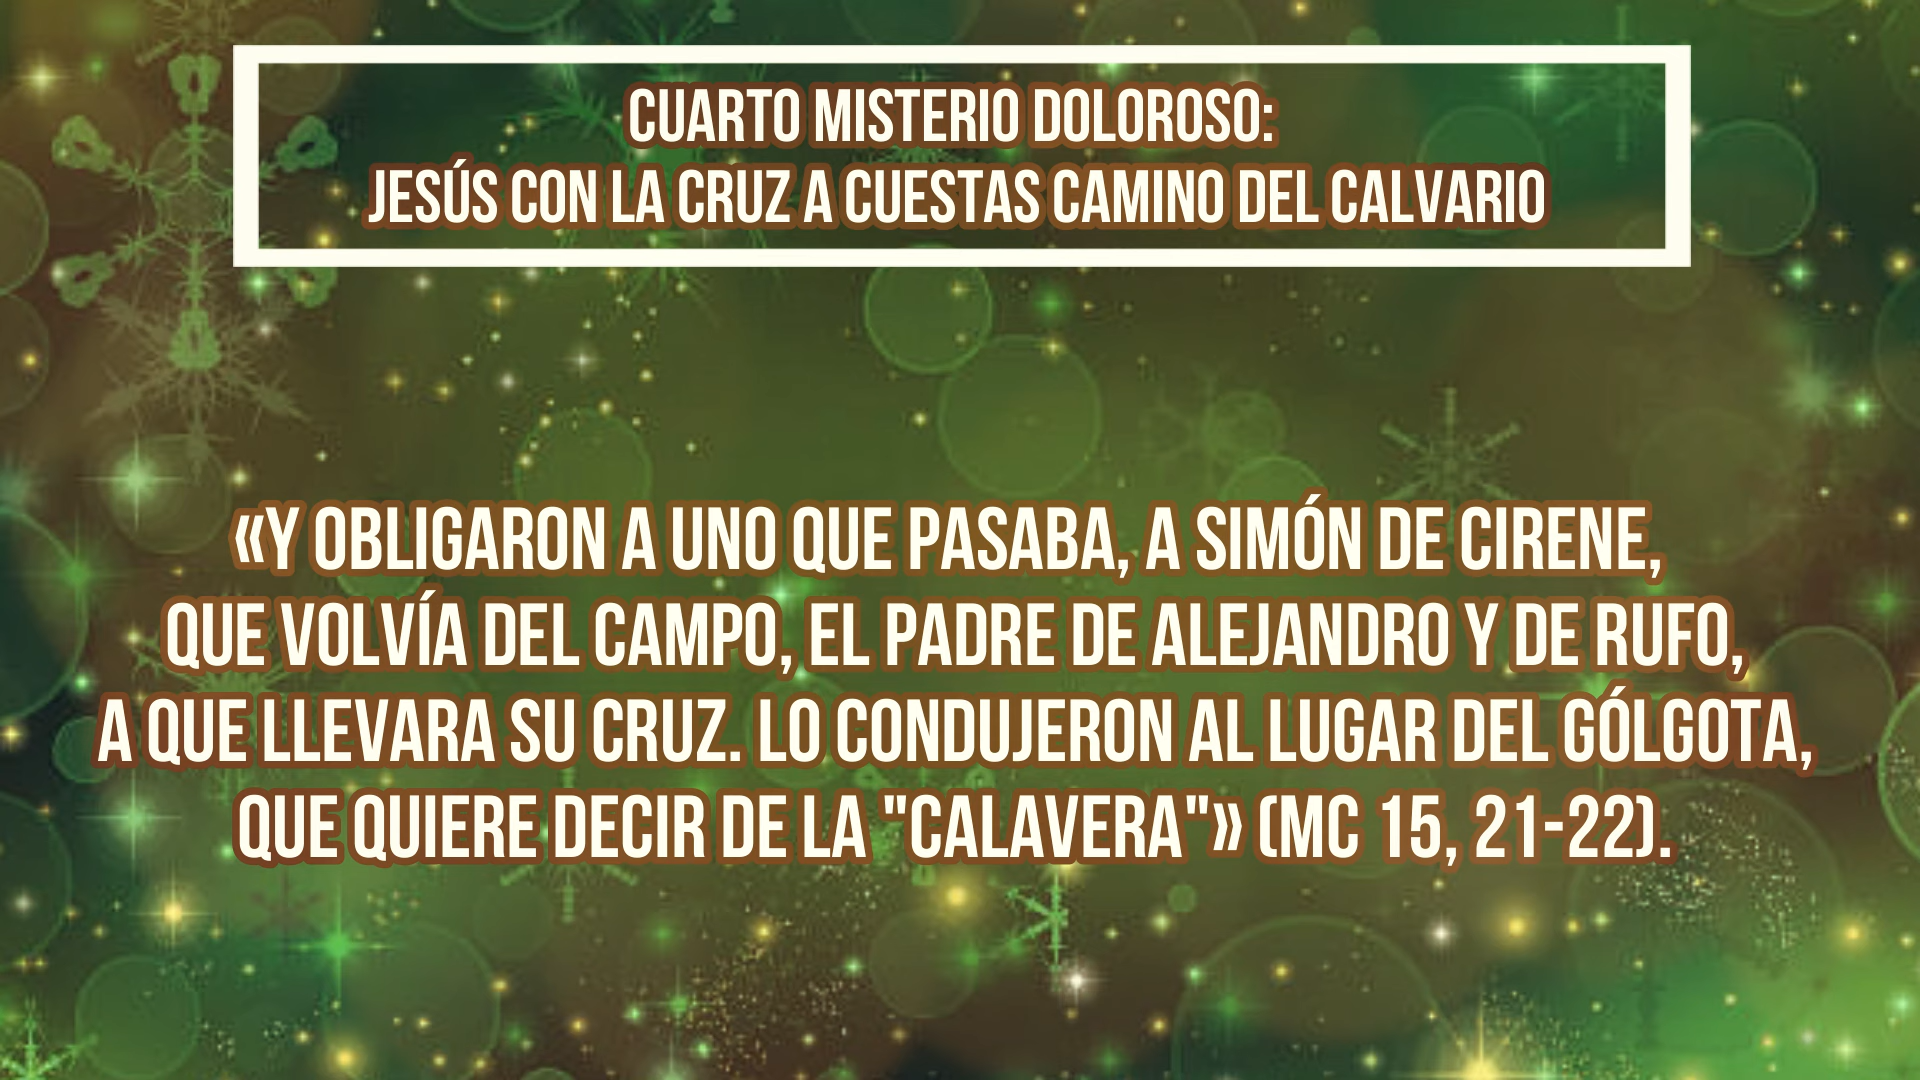 CUARTO MISTERIO DOLOROSO:
JESÚS CON LA CRUZ A CUESTAS CAMINO DEL CALVARIO
«Y OBLIGARON A UNO QUE PASABA, A SIMÓN DE CIRENE,
QUE VOLVÍA DEL CAMPO, EL PADRE DE ALEJANDRO Y DE RUFO,
A QUE LLEVARA SU CRUZ. LO CONDUJERON AL LUGAR DEL GÓLGOTA,
QUE QUIERE DECIR DE LA "CALAVERA"» (MC 15, 21-22).